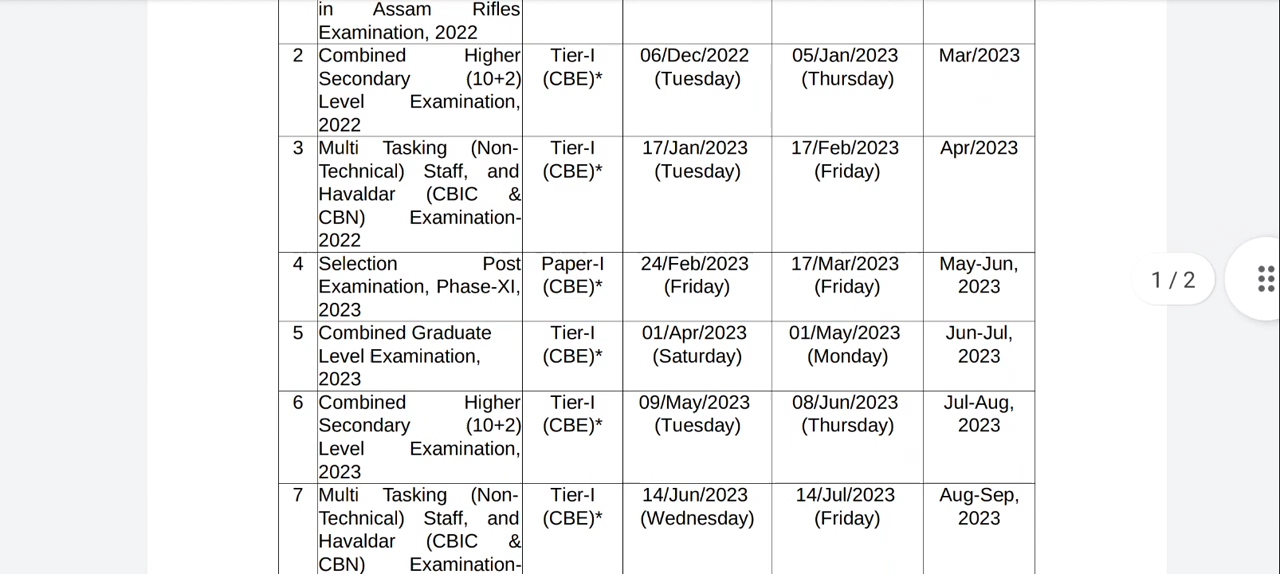 in Assam Rifles
Examination, 2022
2 Combined Higher Tier-I 06/Dec/2022 05/Jan/2023 Mar/2023
Secondary (10+2) (CBE)* (Tuesday) (Thursday)
Level Examination,
2022
3 Multi Tasking (Non- Tier-I 17/Jan/2023 17/Feb/2023 Apr/2023
Technical) Staff, and (CBE)* (Tuesday) (Friday)
Havaldar (CBIC &
CBN) Examination-
2022
4 Selection Post Paper-I 24/Feb/2023 17/Mar/2023 May-Jun,
Examination, Phase-XI, (CBE)* (Friday) (Friday) 2023
2023
5 Combined Graduate Tier-I 01/Apr/2023 01/May/2023 Jun-Jul,
Level Examination, (CBE)* (Saturday) (Monday) 2023
2023
6 Combined Higher Tier-I 09/May/2023 08/Jun/2023 Jul-Aug,
Secondary (10+2) (CBE)* (Tuesday) (Thursday) 2023
Level Examination,
2023
7 Multi Tasking (Non- Tier-I 14/Jun/2023 14/Jul/2023 Aug-Sep,
Technical) Staff, and (CBE)* (Wednesday) (Friday) 2023
Havaldar (CBIC &
CBN) Examination-
1 / 2